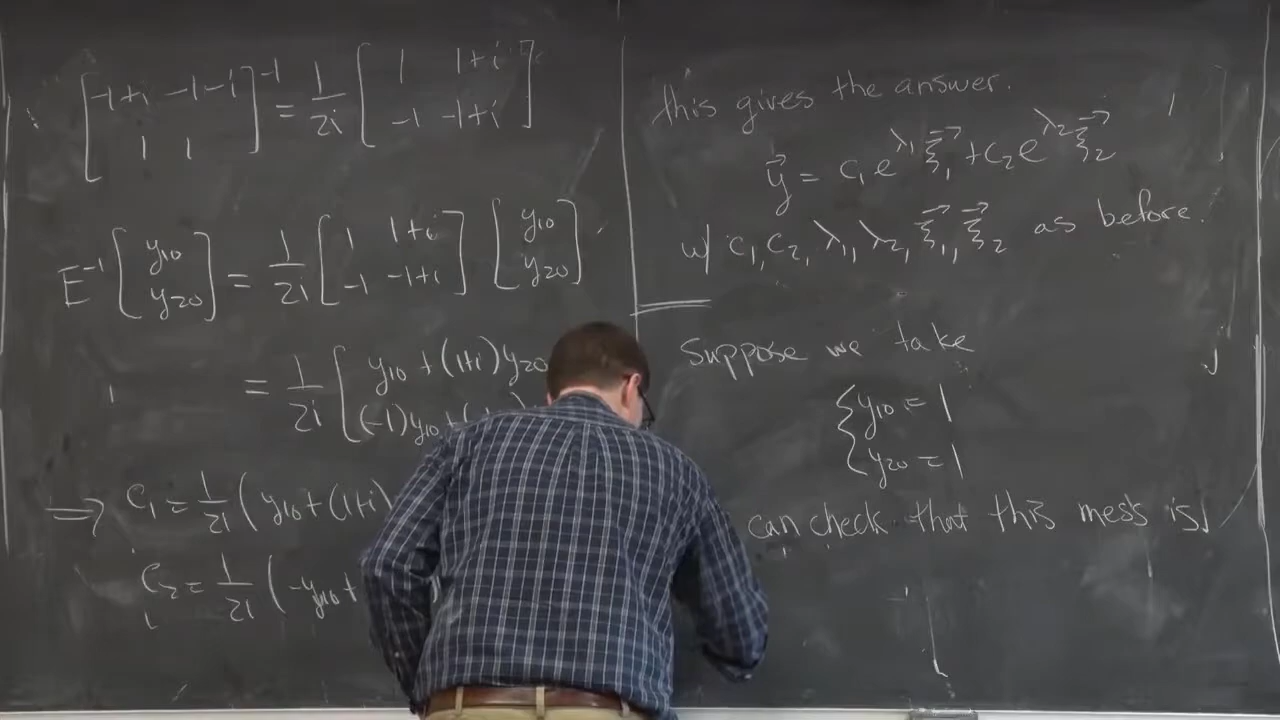 [-1+i -1-i]⁻¹ = 1/2i [1 1+i]
[1 1] [-1 -1+i]
E⁻¹ [y₁₀ y₂₀] = 1/2i [1 1+i; -1 -1+i] [y₁₀ y₂₀]
= 1/2i [y₁₀ + (1+i)y₂₀
(-1)y₁₀ +
⇒ C₁ = 1/2i (y₁₀ + (1+i)
C₂ = 1/2i (-y₁₀ +
this gives the answer.
y⃗ = c₁e^λ₁ ξ⃗₁ + c₂e^λ₂ ξ⃗₂
w/ c₁, c₂, λ₁, λ₂, ξ⃗₁, ξ⃗₂ as before.
Suppose we take
{ y₁₀ = 1
y₂₀ = 1
can check that this mess is